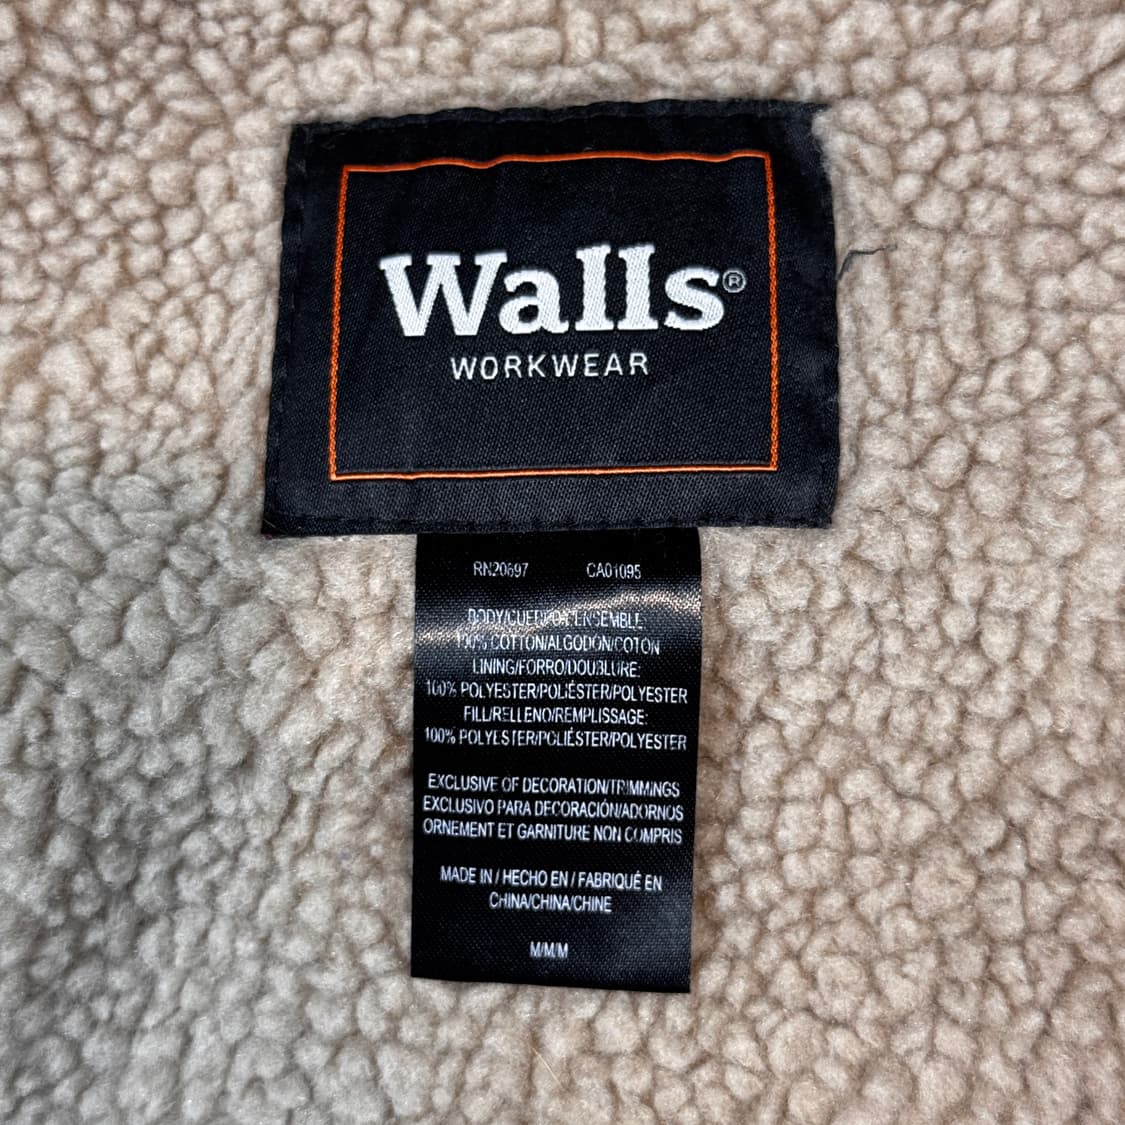 Walls®
WORKWEAR
RN20697 CA01095
BODY/CUERPO/L'ENSEMBLE:
100% COTTON/ALGODON/COTON
LINING/FORRO/DOUBLURE:
100% POLYESTER/POLIÉSTER/POLYESTER
FILL/RELLENO/REMPLISSAGE:
100% POLYESTER/POLIÉSTER/POLYESTER
EXCLUSIVE OF DECORATION/TRIMMINGS
EXCLUSIVO PARA DECORACIÓN/ADORNOS
ORNEMENT ET GARNITURE NON COMPRIS
MADE IN / HECHO EN / FABRIQUÉ EN
CHINA/CHINA/CHINE
M/M/M